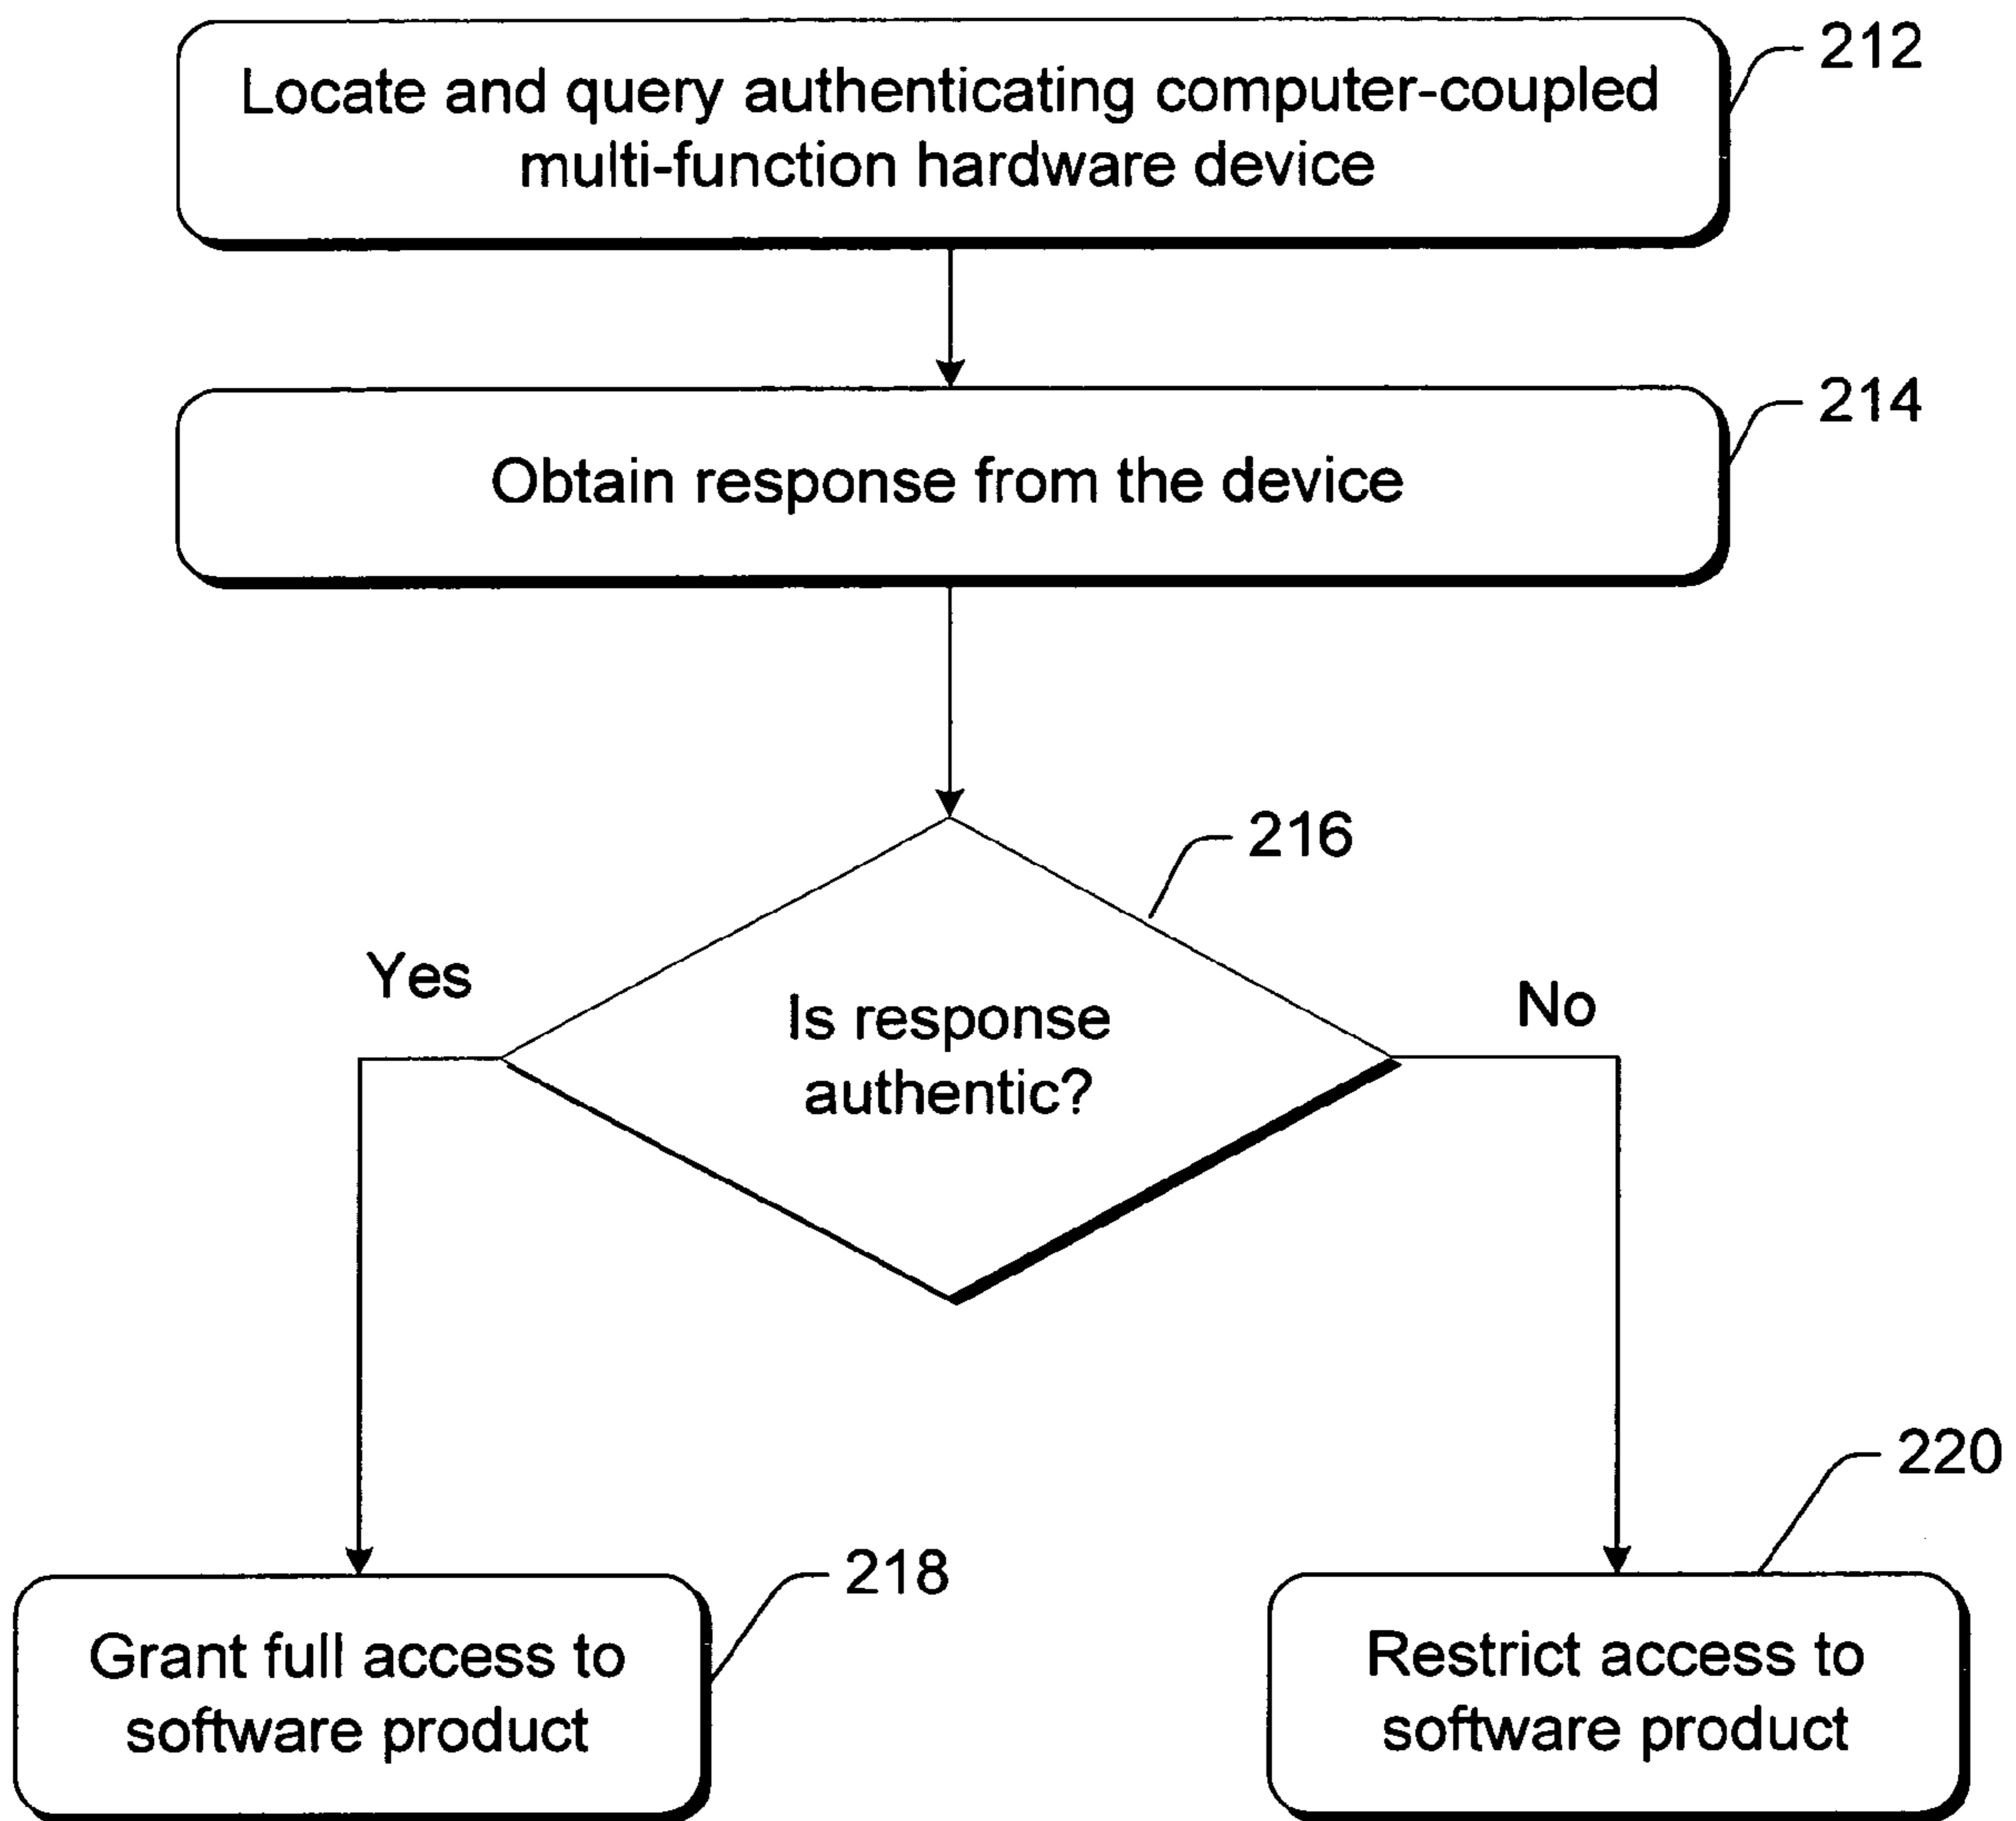 212
Locate and query authenticating computer-coupled
multi-function hardware device
214
Obtain response from the device
216
Yes
No
Is response
authentic?
220
218
Grant full access to
software product
Restrict access to
software product